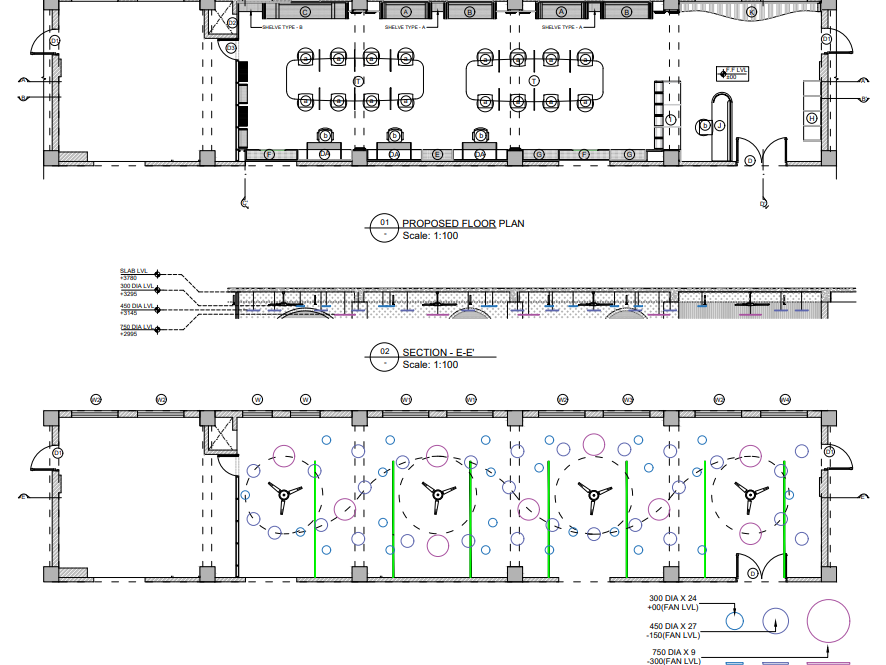 C A B A B K
D2
SHELVE TYPE - B SHELVE TYPE - A SHELVE TYPE - A
D1 D3 D1
F.F LVL
±00
a a a a a a a a
A T T A
B B
a a a a a a a a
I b J H
b b b
F DA DA E DA G F G D
C D
01 PROPOSED FLOOR PLAN
- Scale: 1:100
SLAB LVL
+3780
300 DIA LVL
+3295
450 DIA LVL
+3145
750 DIA LVL
+2995
02 SECTION - E-E'
- Scale: 1:100
W2 W2 W W W1 W1 W2 W3 W2 W4
D1 D1
E E'
D
300 DIA X 24
+00(FAN LVL)
450 DIA X 27
-150(FAN LVL)
750 DIA X 9
-300(FAN LVL)